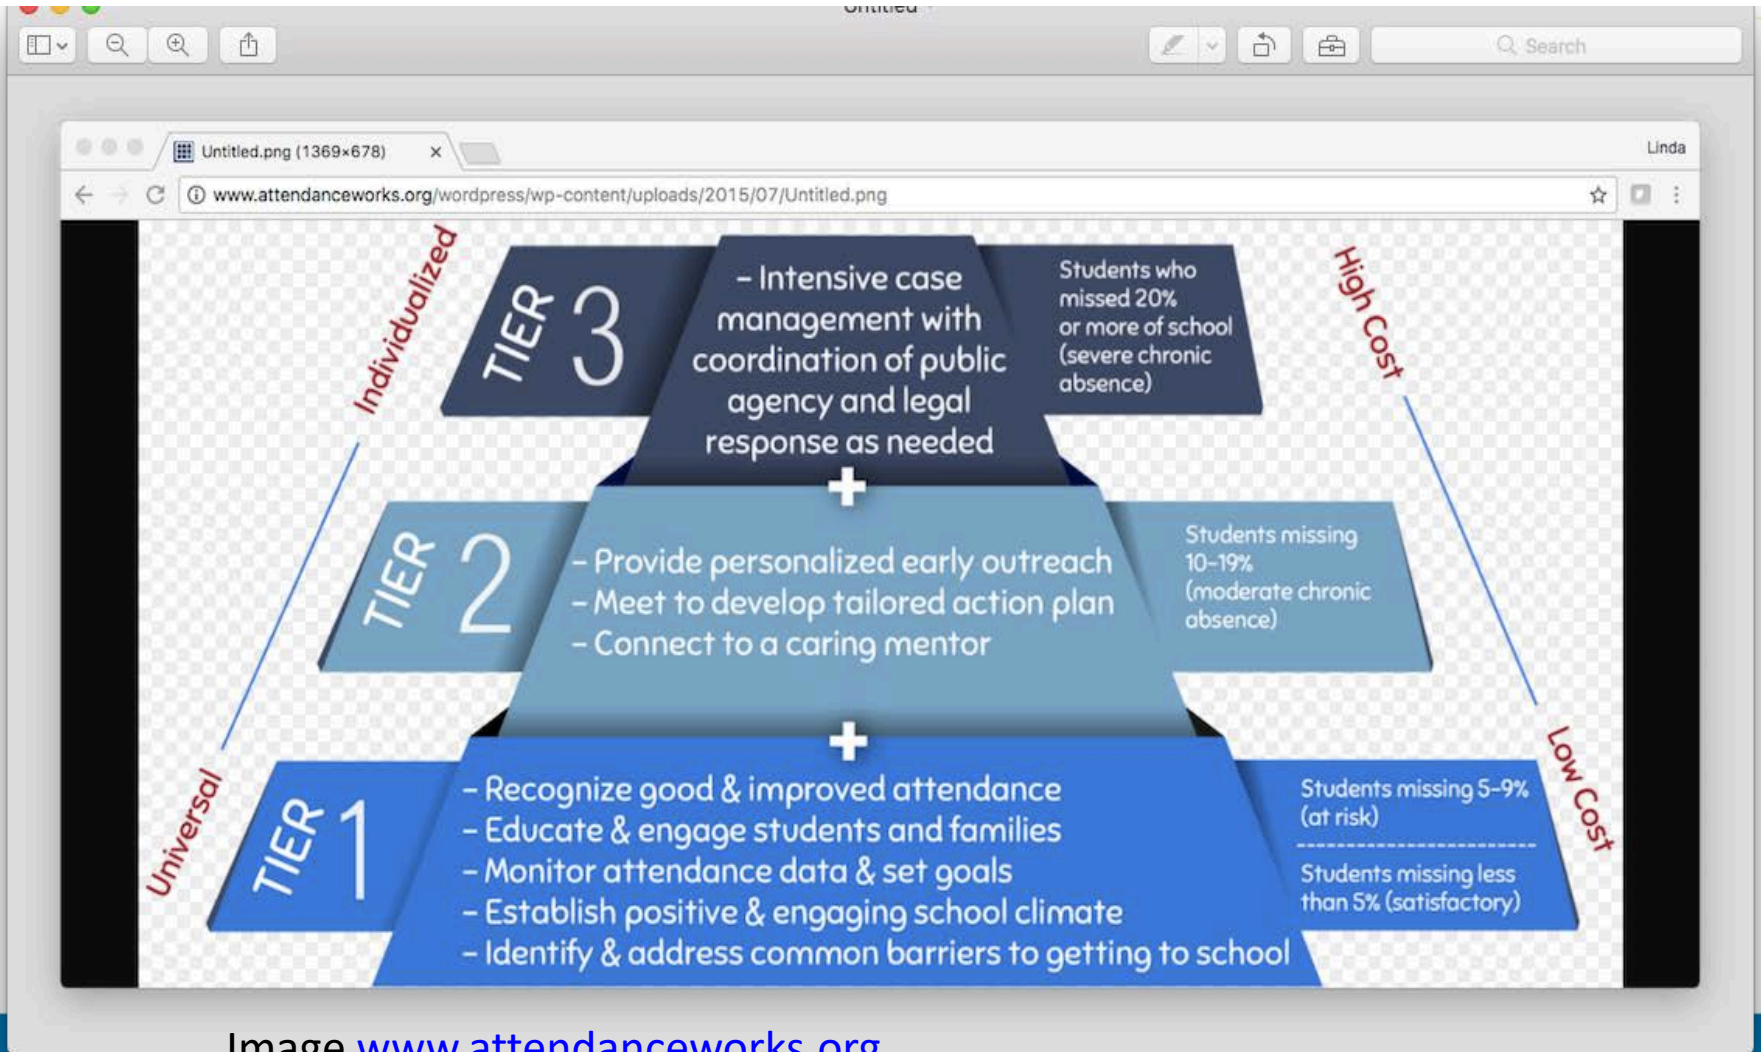 Untitled
Search
Untitled.png (1369×678)
Linda
www.attendanceworks.org/wordpress/wp-content/uploads/2015/07/Untitled.png
Individualized
High Cost
TIER 3
– Intensive case
management with
coordination of public
agency and legal
response as needed
Students who
missed 20%
or more of school
(severe chronic
absence)
+
TIER 2
– Provide personalized early outreach
– Meet to develop tailored action plan
– Connect to a caring mentor
Students missing
10–19%
(moderate chronic
absence)
+
Universal
Low Cost
TIER 1
– Recognize good & improved attendance
– Educate & engage students and families
– Monitor attendance data & set goals
– Establish positive & engaging school climate
– Identify & address common barriers to getting to school
Students missing 5–9%
(at risk)
Students missing less
than 5% (satisfactory)
Image www.attendanceworks.org